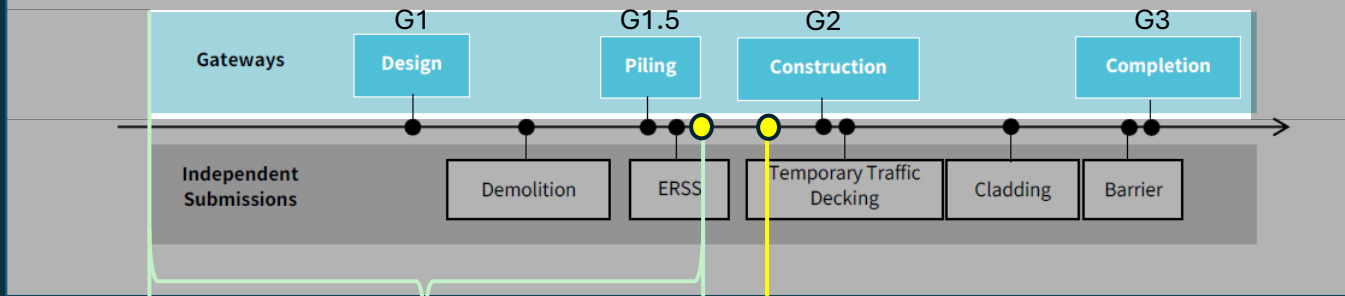 G1
G1.5
G2
G3
Gateways
Design
Piling
Construction
Completion
Independent
Submissions
Demolition
ERSS
Temporary Traffic
Decking
Cladding
Barrier